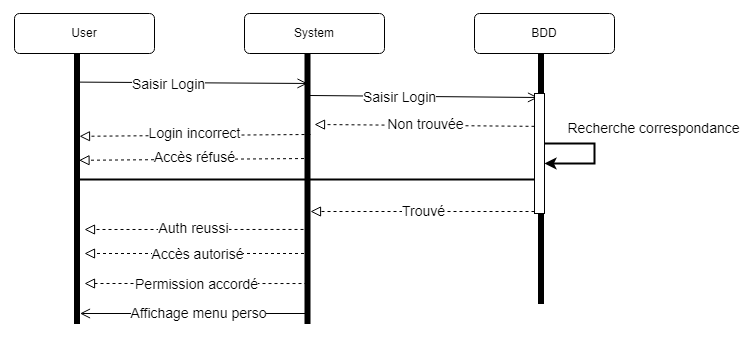 User
System
BDD
Saisir Login
Saisir Login
Non trouvée
Recherche correspondance
Login incorrect
Accès réfusé
Trouvé
Auth reussi
Accès autorisé
Permission accordé
Affichage menu perso